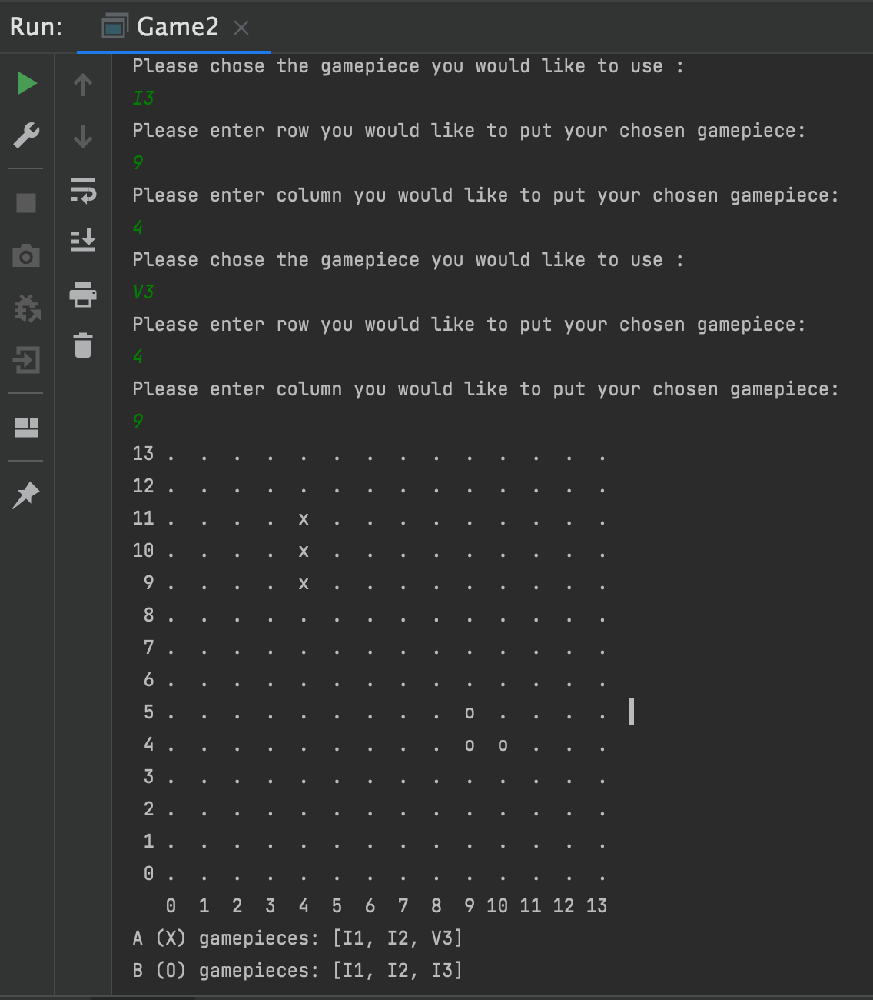 Run: Game2
Please chose the gamepiece you would like to use :
I3
Please enter row you would like to put your chosen gamepiece:
9
Please enter column you would like to put your chosen gamepiece:
4
Please chose the gamepiece you would like to use :
V3
Please enter row you would like to put your chosen gamepiece:
4
Please enter column you would like to put your chosen gamepiece:
9
13 .  .  .  .  .  .  .  .  .  .  .  .  .  .
12 .  .  .  .  .  .  .  .  .  .  .  .  .  .
11 .  .  .  .  x  .  .  .  .  .  .  .  .  .
10 .  .  .  .  x  .  .  .  .  .  .  .  .  .
 9 .  .  .  .  x  .  .  .  .  .  .  .  .  .
 8 .  .  .  .  .  .  .  .  .  .  .  .  .  .
 7 .  .  .  .  .  .  .  .  .  .  .  .  .  .
 6 .  .  .  .  .  .  .  .  .  .  .  .  .  .
 5 .  .  .  .  .  .  .  .  .  o  .  .  .  .
 4 .  .  .  .  .  .  .  .  .  o  o  .  .  .
 3 .  .  .  .  .  .  .  .  .  .  .  .  .  .
 2 .  .  .  .  .  .  .  .  .  .  .  .  .  .
 1 .  .  .  .  .  .  .  .  .  .  .  .  .  .
 0 .  .  .  .  .  .  .  .  .  .  .  .  .  .
   0  1  2  3  4  5  6  7  8  9 10 11 12 13
A (X) gamepieces: [I1, I2, V3]
B (O) gamepieces: [I1, I2, I3]